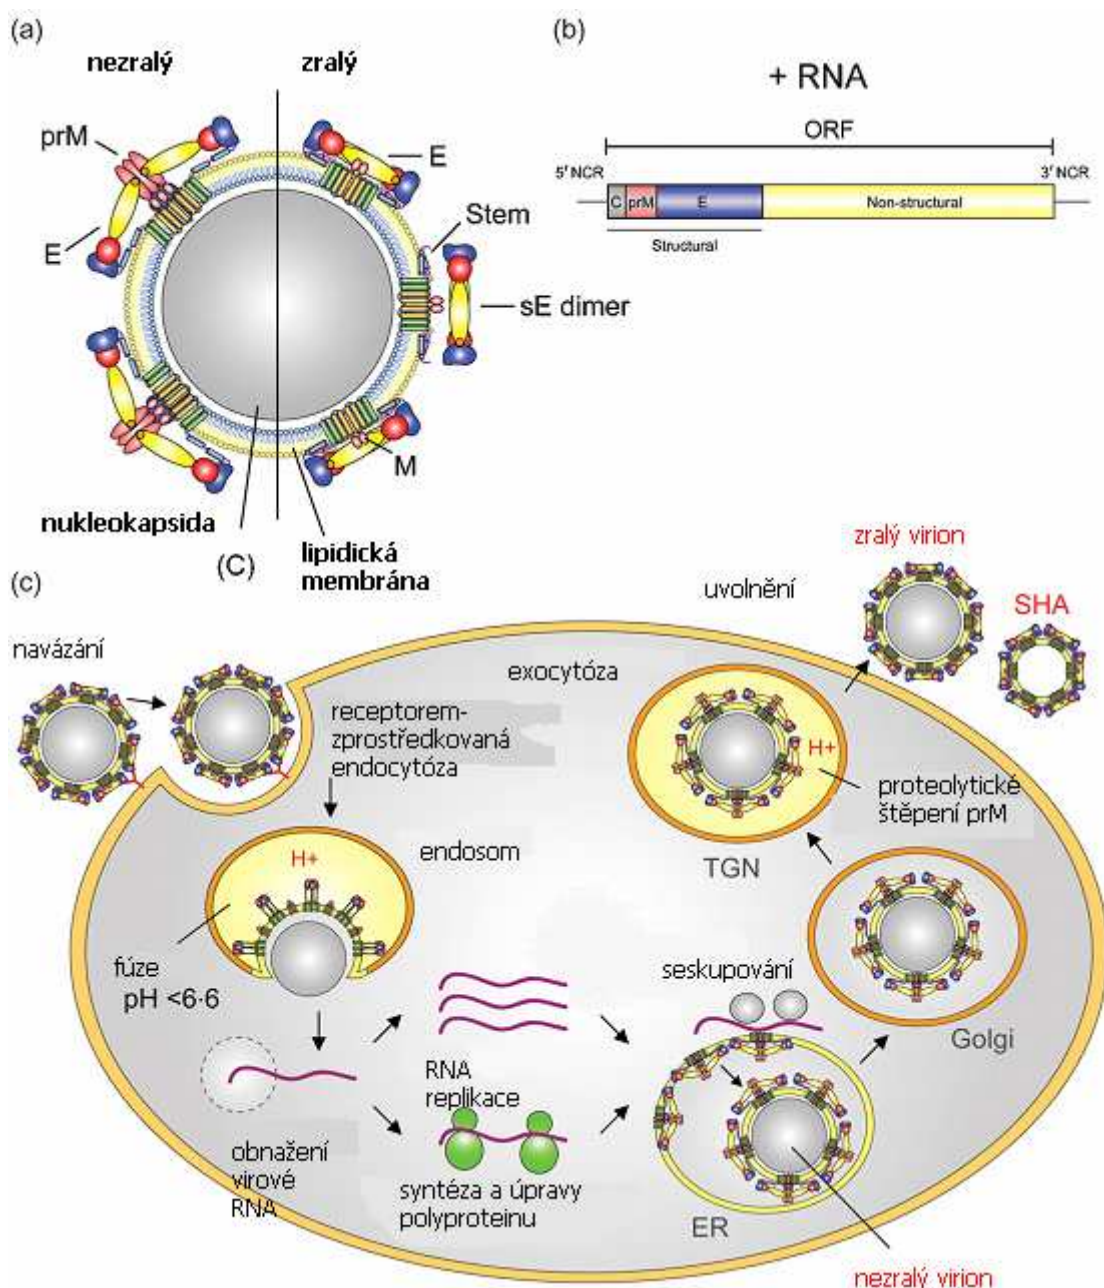 (a)
nezralý
zralý
prM
E
E
Stem
sE dimer
M
nukleokapsida
(C)
lipidická
membrána
(b)
+ RNA
ORF
5′ NCR
3′ NCR
C
prM
E
Non-structural
Structural
(c)
navázání
receptorem-
zprostředkovaná
endocytóza
exocytóza
uvolnění
zralý virion
SHA
H+
endosom
fúze
pH <6·6
obnažení
virové
RNA
RNA
replikace
syntéza a úpravy
polyproteinu
seskupování
ER
nezralý virion
Golgi
H+
proteolytické
štěpení prM
TGN